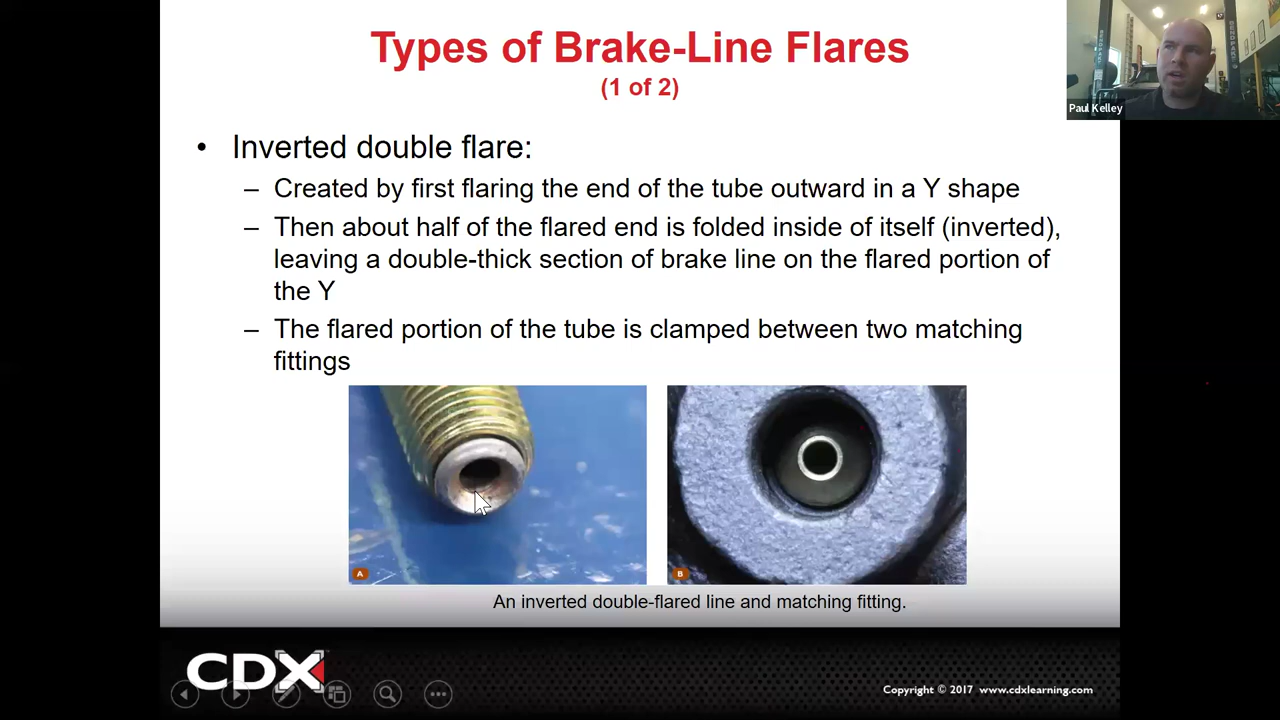 Types of Brake-Line Flares
(1 of 2)
Paul Kelley
• Inverted double flare:
– Created by first flaring the end of the tube outward in a Y shape
– Then about half of the flared end is folded inside of itself (inverted),
leaving a double-thick section of brake line on the flared portion of
the Y
– The flared portion of the tube is clamped between two matching
fittings
A
B
An inverted double-flared line and matching fitting.
CDX
Copyright © 2017 www.cdxlearning.com